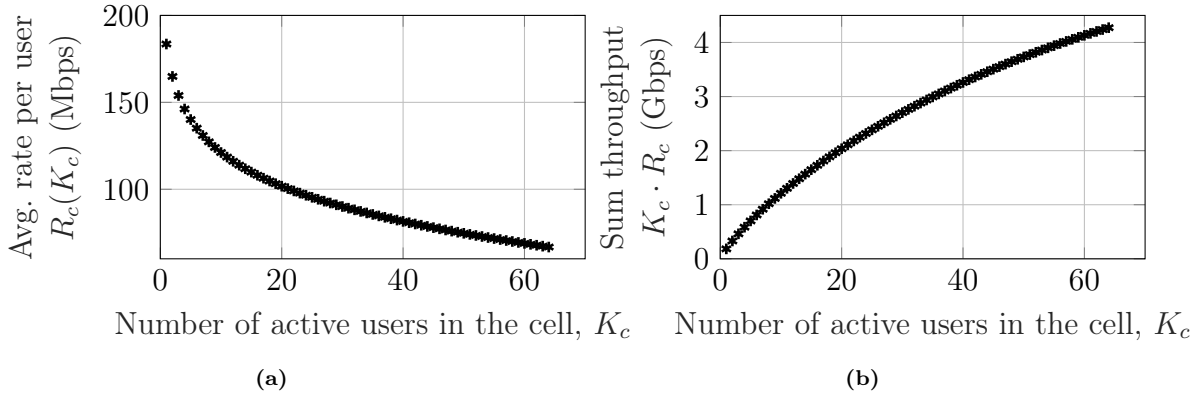 200
150
100
0
20
40
60
Avg. rate per user
R_c(K_c) (Mbps)
Number of active users in the cell, K_c
(a)
4
3
2
1
0
0
20
40
60
Sum throughput
K_c · R_c (Gbps)
Number of active users in the cell, K_c
(b)